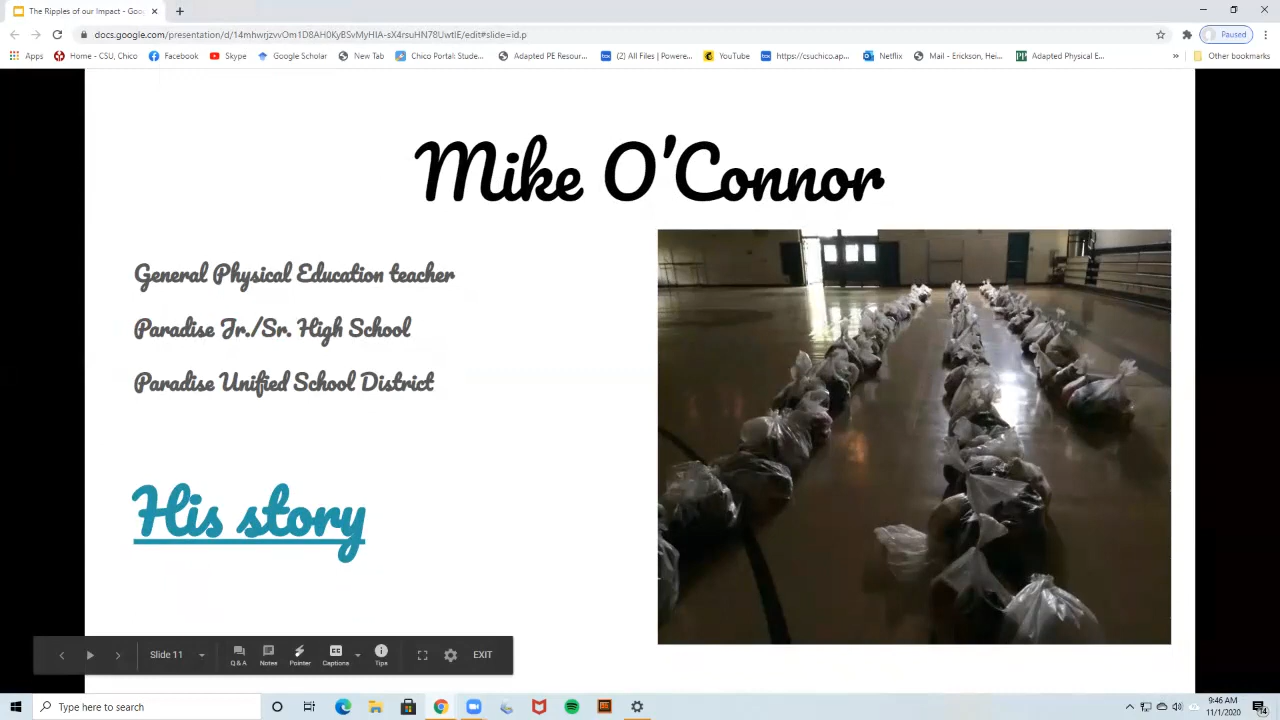 The Ripples of our Impact - Goo
docs.google.com/presentation/d/14mhwrjzvvOm1D8AH0KyBSvMyHIA-sX4rsuHN78UwtIE/edit#slide=id.p
Paused
Apps
Home - CSU, Chico
Facebook
Skype
Google Scholar
New Tab
Chico Portal: Stude...
Adapted PE Resour...
(2) All Files | Powere...
YouTube
https://csuchico.ap...
Netflix
Mail - Erickson, Hei...
Adapted Physical E...
»
Other bookmarks
Mike O'Connor
General Physical Education teacher
Paradise Jr./Sr. High School
Paradise Unified School District
His story
Slide 11
Q & A
Notes
Pointer
Captions
Tips
EXIT
Type here to search
9:46 AM
11/1/2020